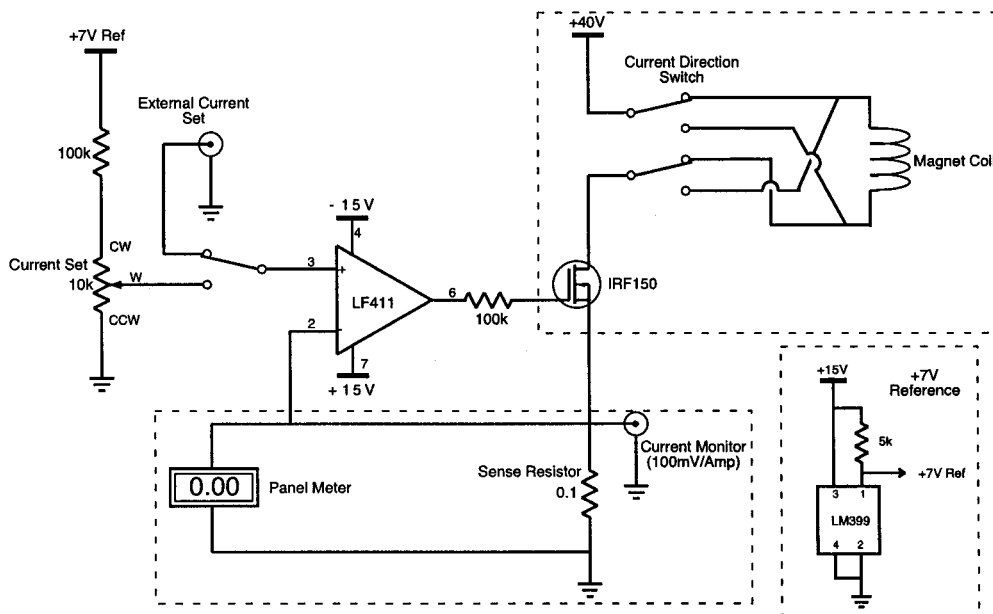 +7V Ref
100k
External Current
Set
CW
Current Set
10k
W
CCW
- 15V
4
3
+
LF411
2
-
7
+ 15V
6
100k
+40V
Current Direction
Switch
Magnet Coi
IRF150
0.00
Panel Meter
Sense Resistor
0.1
Current Monitor
(100mV/Amp)
+15V
+7V
Reference
5k
+7V Ref
3
1
LM399
4
2